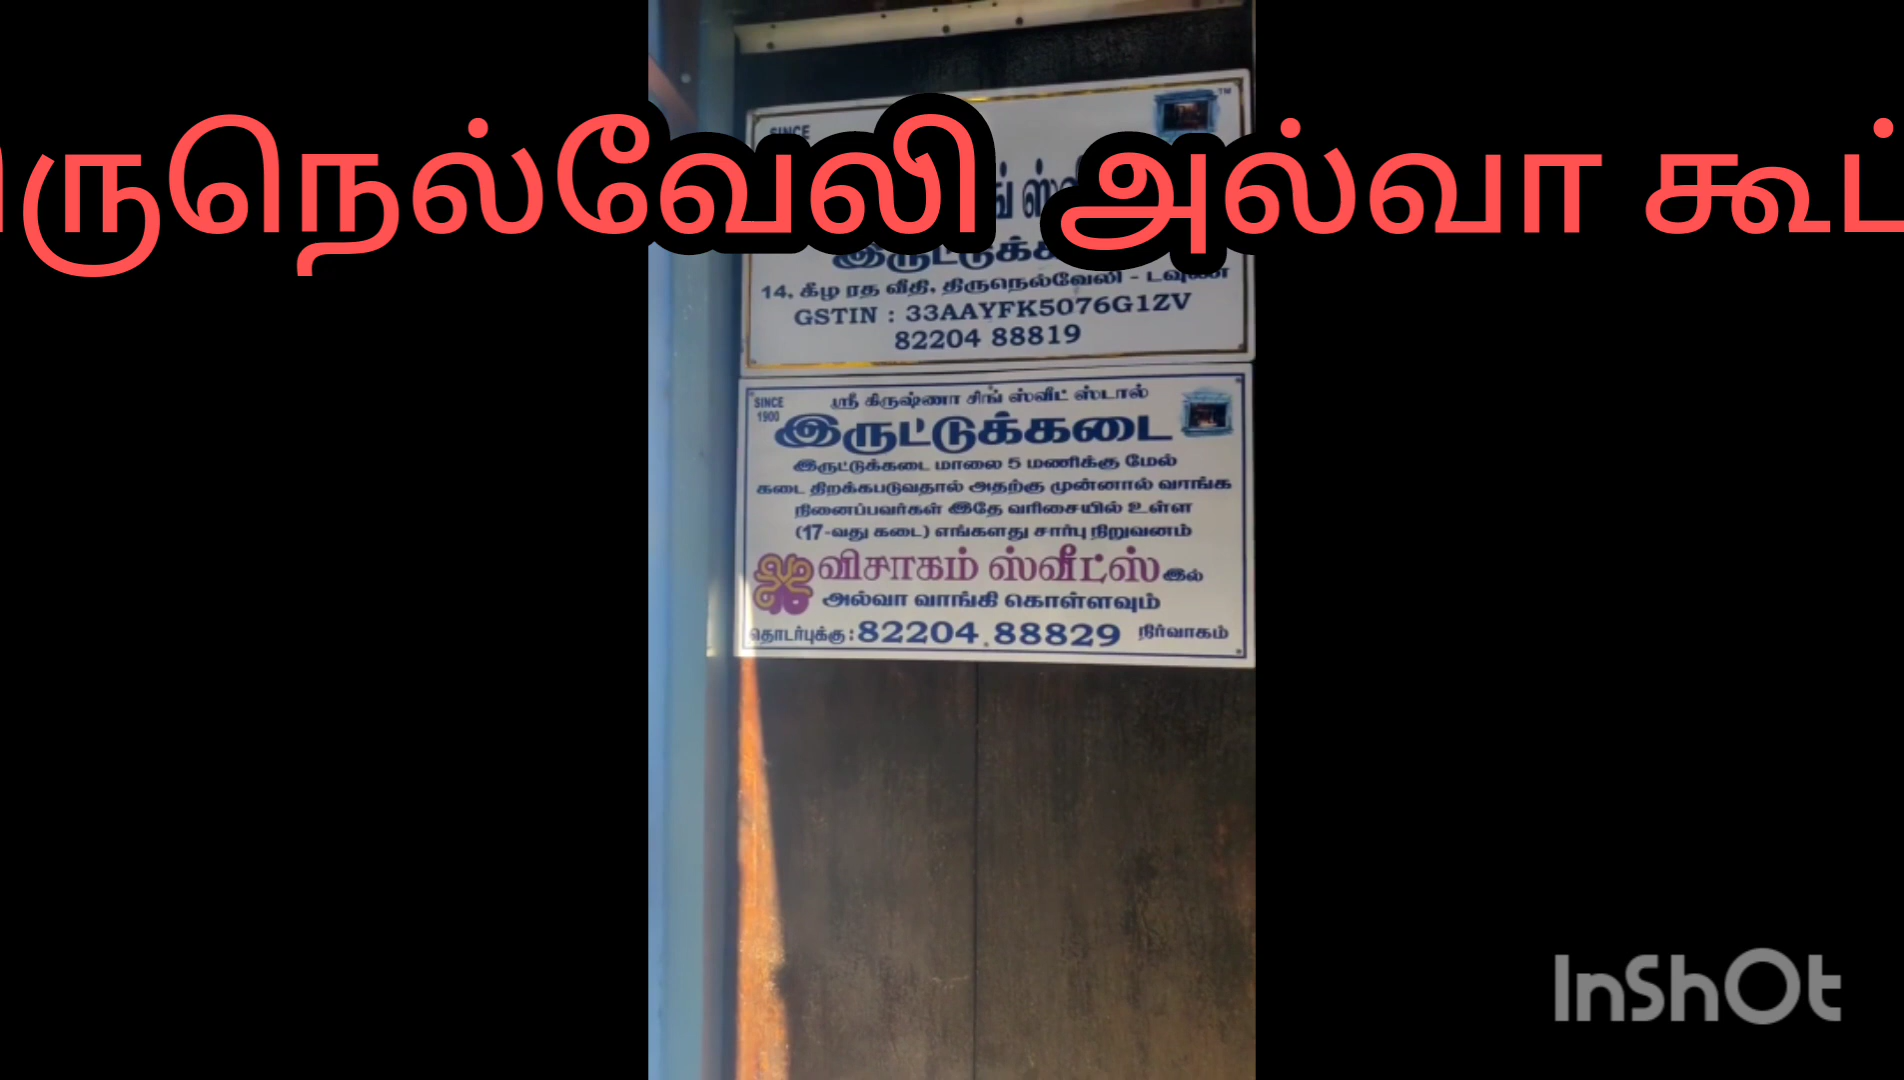 ருநெல்வேலி அல்வா கூட்
SINCE
14, கீழ ரத வீதி, திருநெல்வேலி - டவுண்
GSTIN : 33AAYFK5076G1ZV
82204 88819
SINCE 1900
ஸ்ரீ கிருஷ்ணா சிங் ஸ்வீட் ஸ்டால்
இருட்டுக்கடை
இருட்டுக்கடை மாலை 5 மணிக்கு மேல்
கடை திறக்கபடுவதால் அதற்கு முன்னால் வாங்க
நினைப்பவர்கள் இதே வரிசையில் உள்ள
(17-வது கடை) எங்களது சார்பு நிறுவனம்
விசாகம் ஸ்வீட்ஸ் இல்
அல்வா வாங்கி கொள்ளவும்
தொடர்புக்கு : 82204 88829 நிர்வாகம்
InShOt